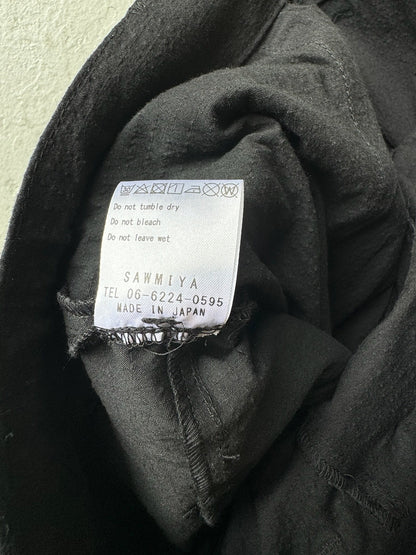 Do not tumble dry
Do not bleach
Do not leave wet
SAWMIYA
TEL 06-6224-0595
MADE IN JAPAN